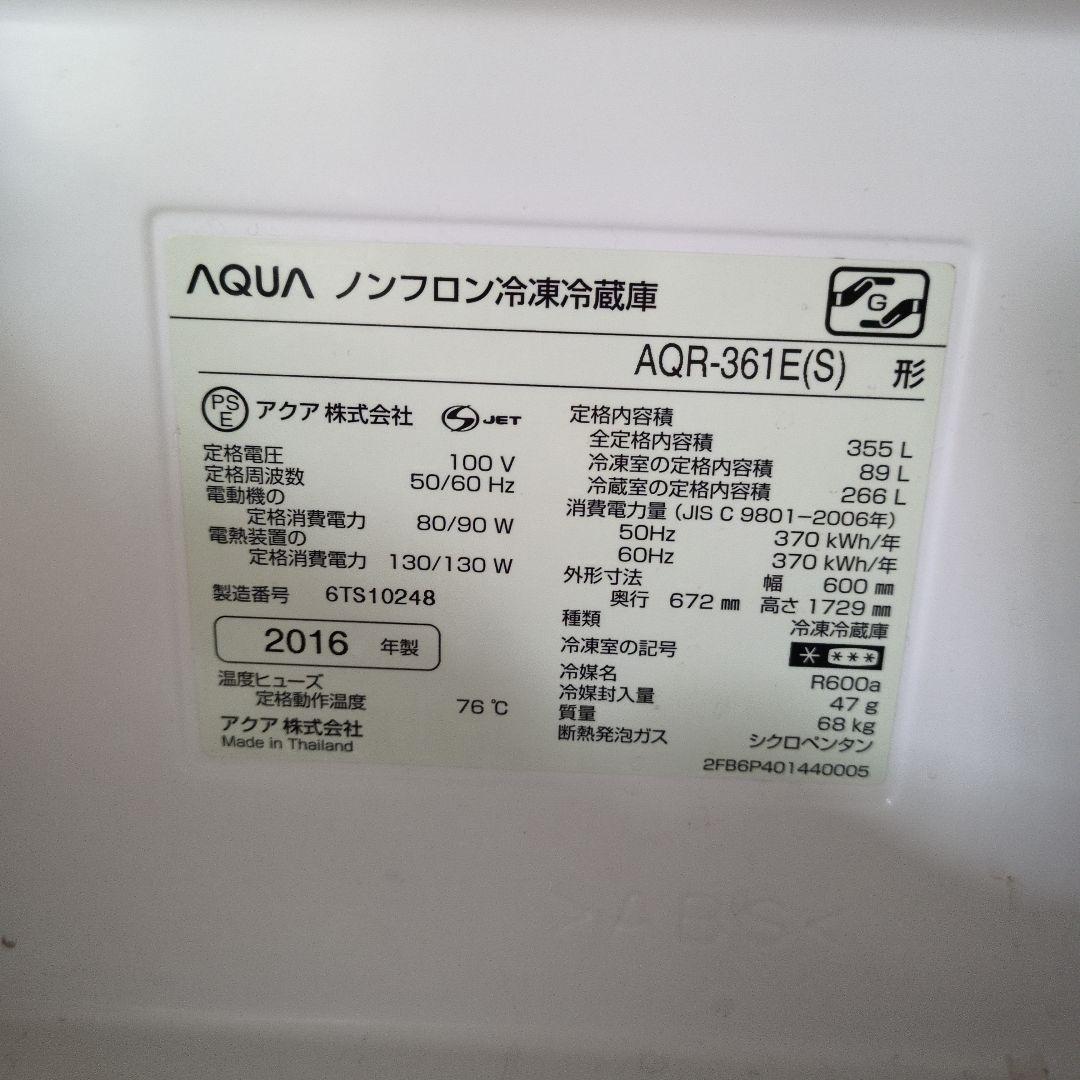 AQUA ノンフロン冷凍冷蔵庫
G
AQR-361E(S) 形
PSE アクア 株式会社 JET
定格電圧 100 V
定格周波数 50/60 Hz
電動機の
定格消費電力 80/90 W
電熱装置の
定格消費電力 130/130 W
製造番号 6TS10248
2016 年製
温度ヒューズ
定格動作温度 76 ℃
アクア 株式会社
Made in Thailand
定格内容積
全定格内容積 355 L
冷凍室の定格内容積 89 L
冷蔵室の定格内容積 266 L
消費電力量 (JIS C 9801-2006年)
50Hz 370 kWh/年
60Hz 370 kWh/年
外形寸法 幅 600 ㎜
奥行 672 ㎜ 高さ 1729 ㎜
種類 冷凍冷蔵庫
冷凍室の記号 * ***
冷媒名 R600a
冷媒封入量 47 g
質量 68 kg
断熱発泡ガス シクロペンタン
2FB6P401440005
>ABS<